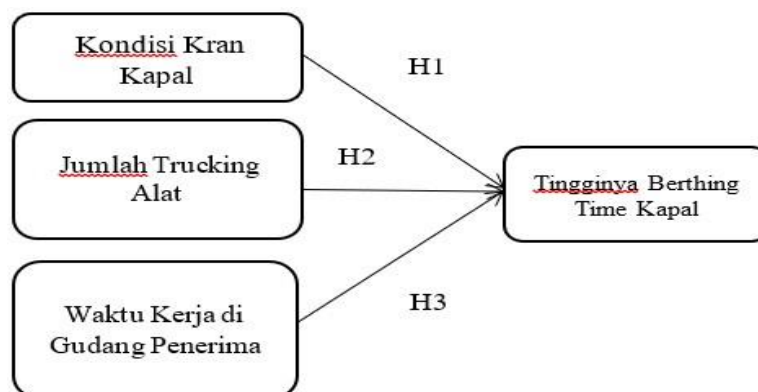 Kondisi Kran
Kapal
H1
Jumlah Trucking
Alat
H2
Tingginya Berthing
Time Kapal
Waktu Kerja di
Gudang Penerima
H3